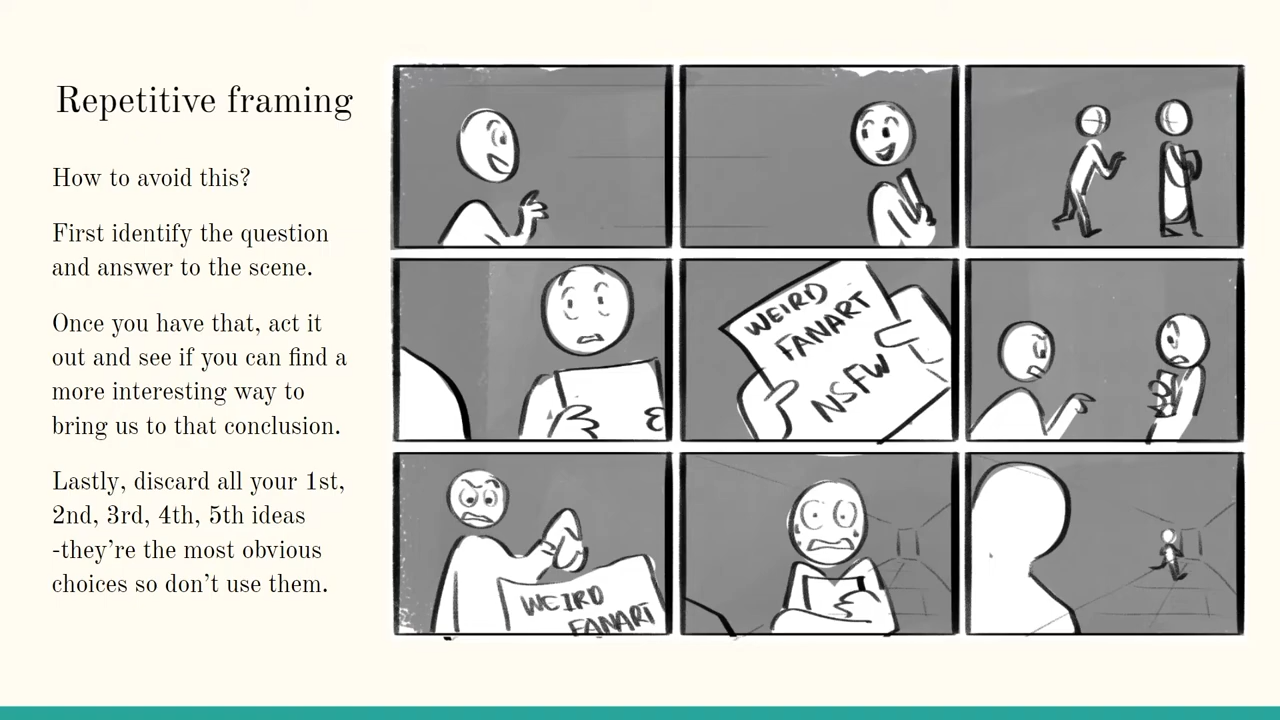 Repetitive framing
How to avoid this?
First identify the question
and answer to the scene.
Once you have that, act it
out and see if you can find a
more interesting way to
bring us to that conclusion.
Lastly, discard all your 1st,
2nd, 3rd, 4th, 5th ideas
-they're the most obvious
choices so don't use them.
WEIRD
FANART
NSFW
WEIRD
FANART